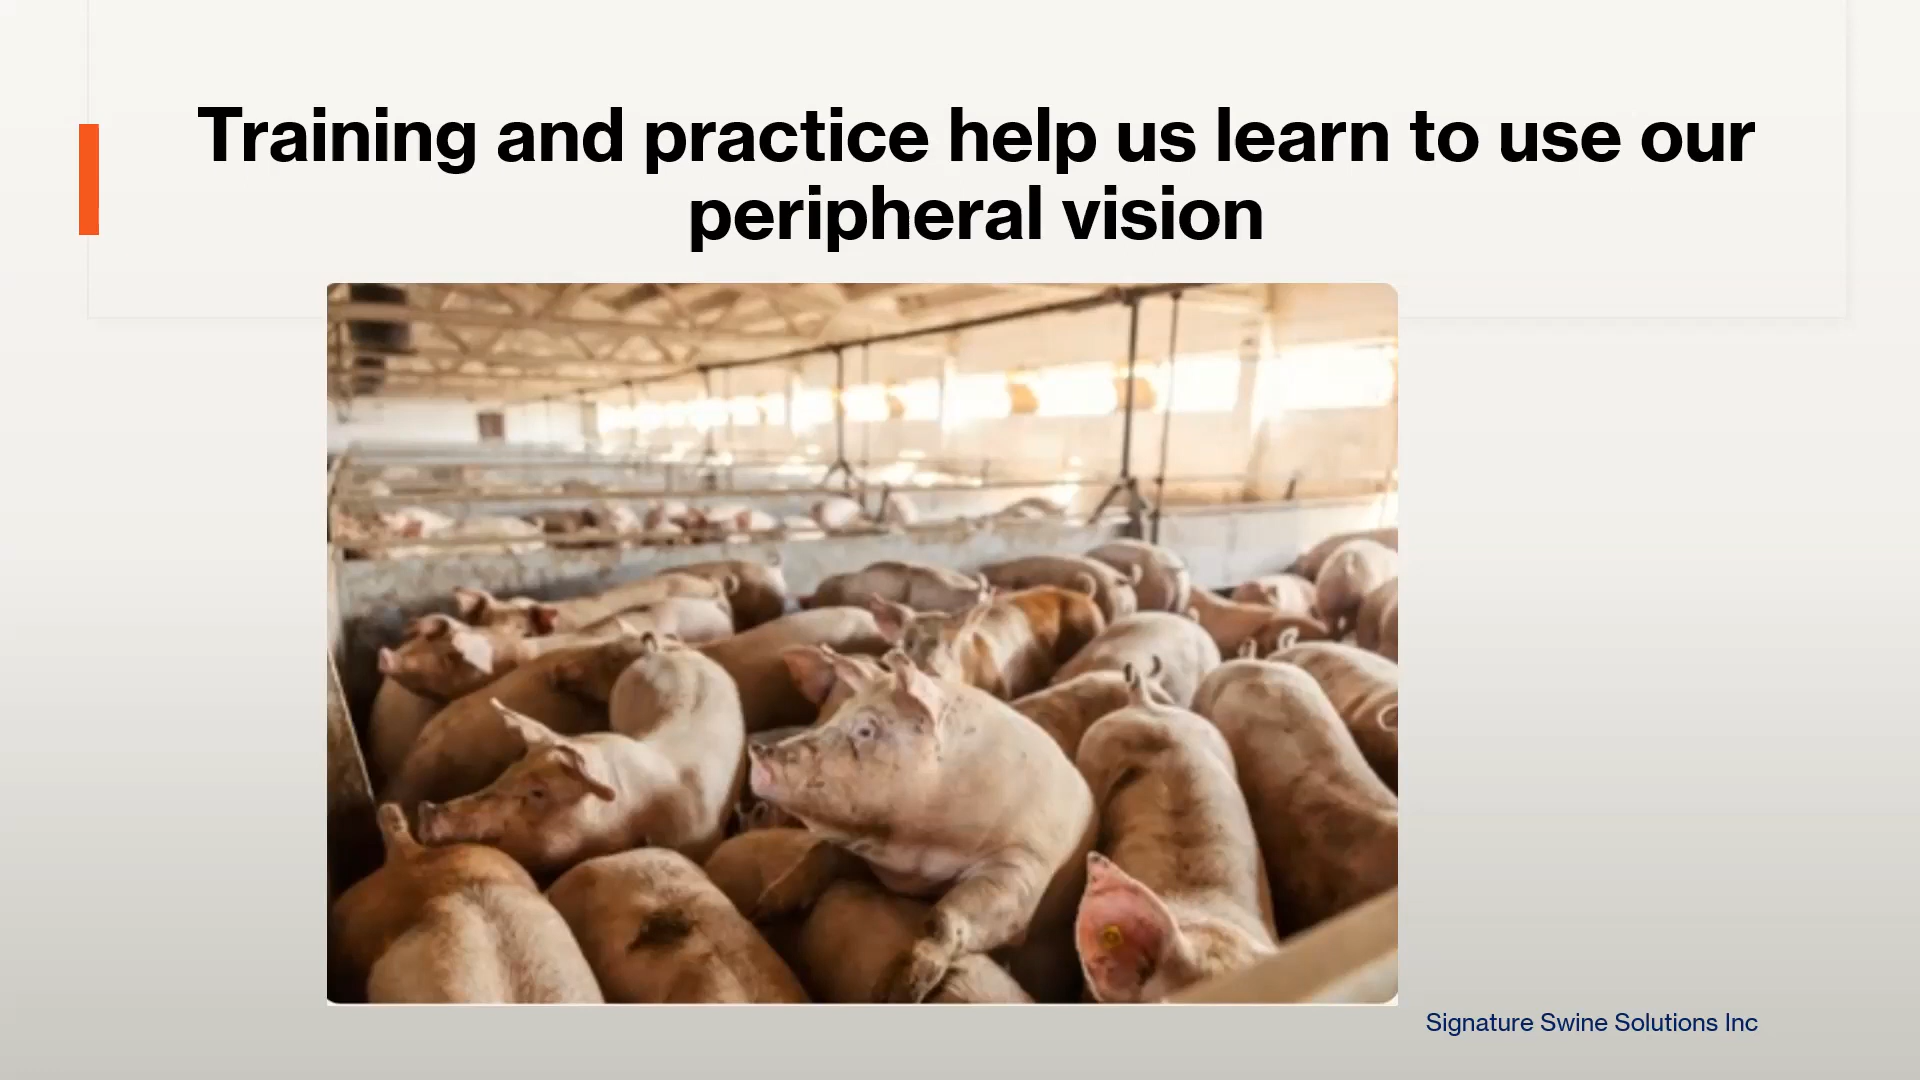 Training and practice help us learn to use our
peripheral vision
Signature Swine Solutions Inc